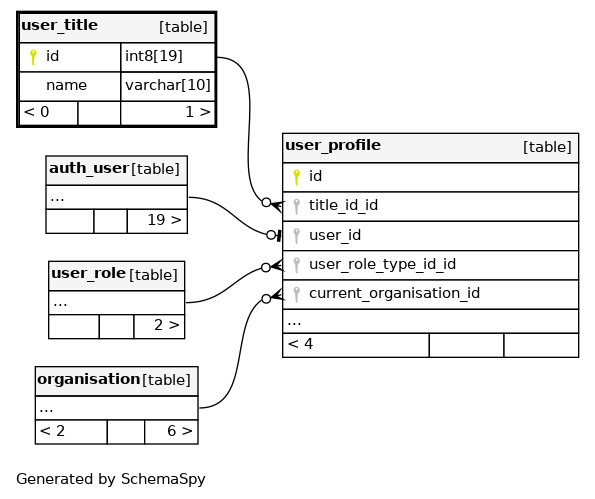 user_title [table]
id int8[19]
name varchar[10]
< 0 1 >
auth_user [table]
...
19 >
user_role [table]
...
2 >
organisation [table]
...
< 2 6 >
user_profile [table]
id
title_id_id
user_id
user_role_type_id_id
current_organisation_id
...
< 4
Generated by SchemaSpy